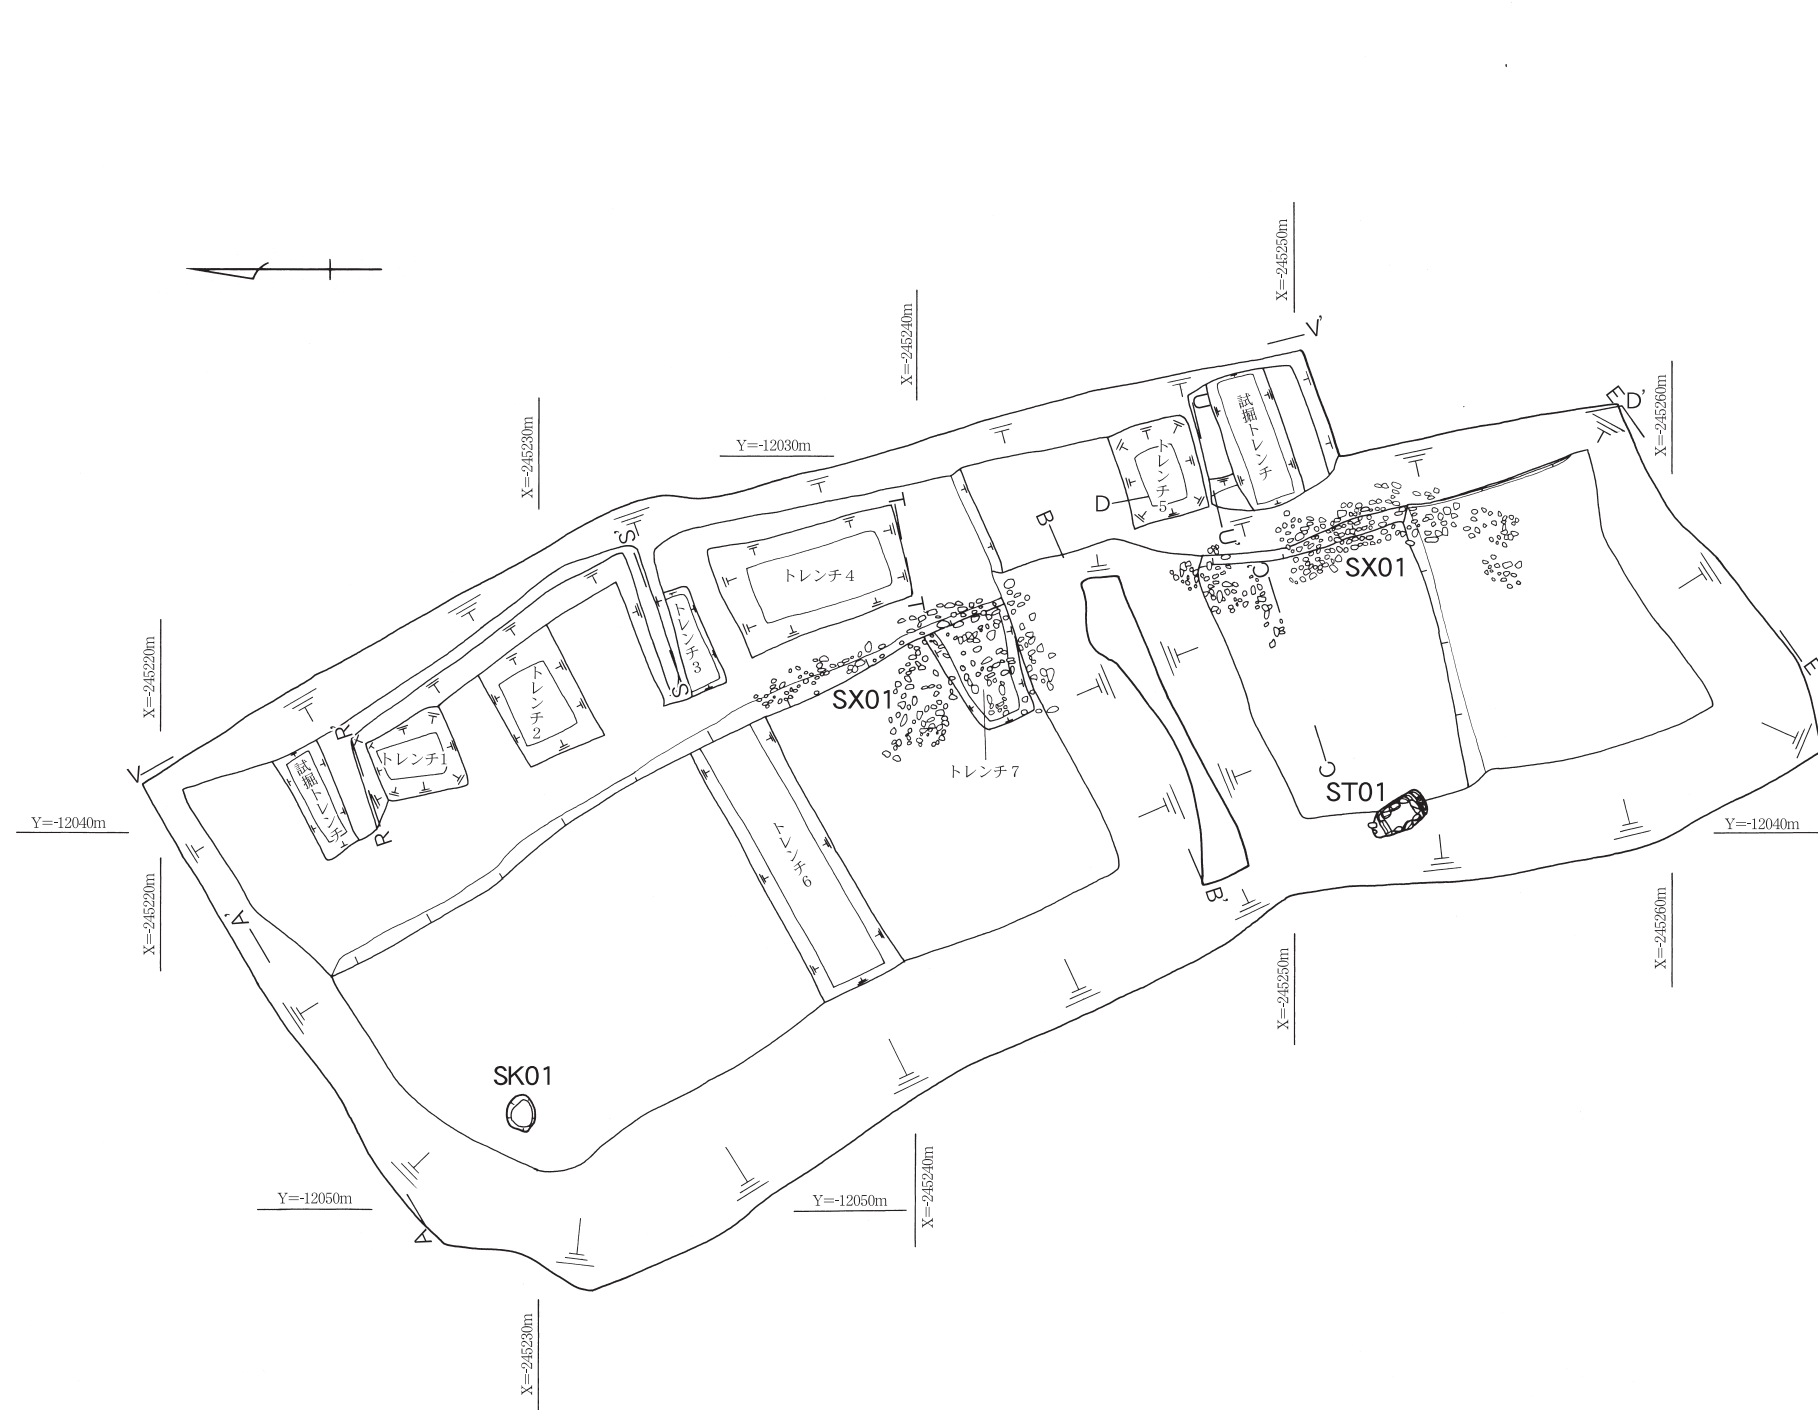 X=-245250m
V'
X=-245240m
E
D'
X=-245260m
X=-245230m
Y=-12030m
試掘トレンチ
トレンチ5
D
B
T
S'
U'
U
SX01
C'
トレンチ4
T'
トレンチ3
S
X=-245220m
トレンチ2
SX01
E'
R'
トレンチ1
V
試掘トレンチ
トレンチ7
C
ST01
Y=-12040m
R
Y=-12040m
トレンチ6
B'
A'
X=-245220m
X=-245260m
X=-245250m
SK01
Y=-12050m
Y=-12050m
X=-245240m
A
X=-245230m